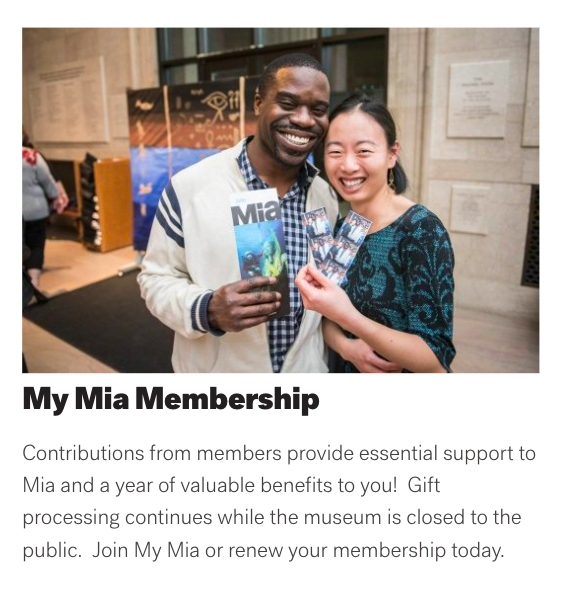 Mia
My Mia Membership
Contributions from members provide essential support to
Mia and a year of valuable benefits to you!  Gift
processing continues while the museum is closed to the
public.  Join My Mia or renew your membership today.